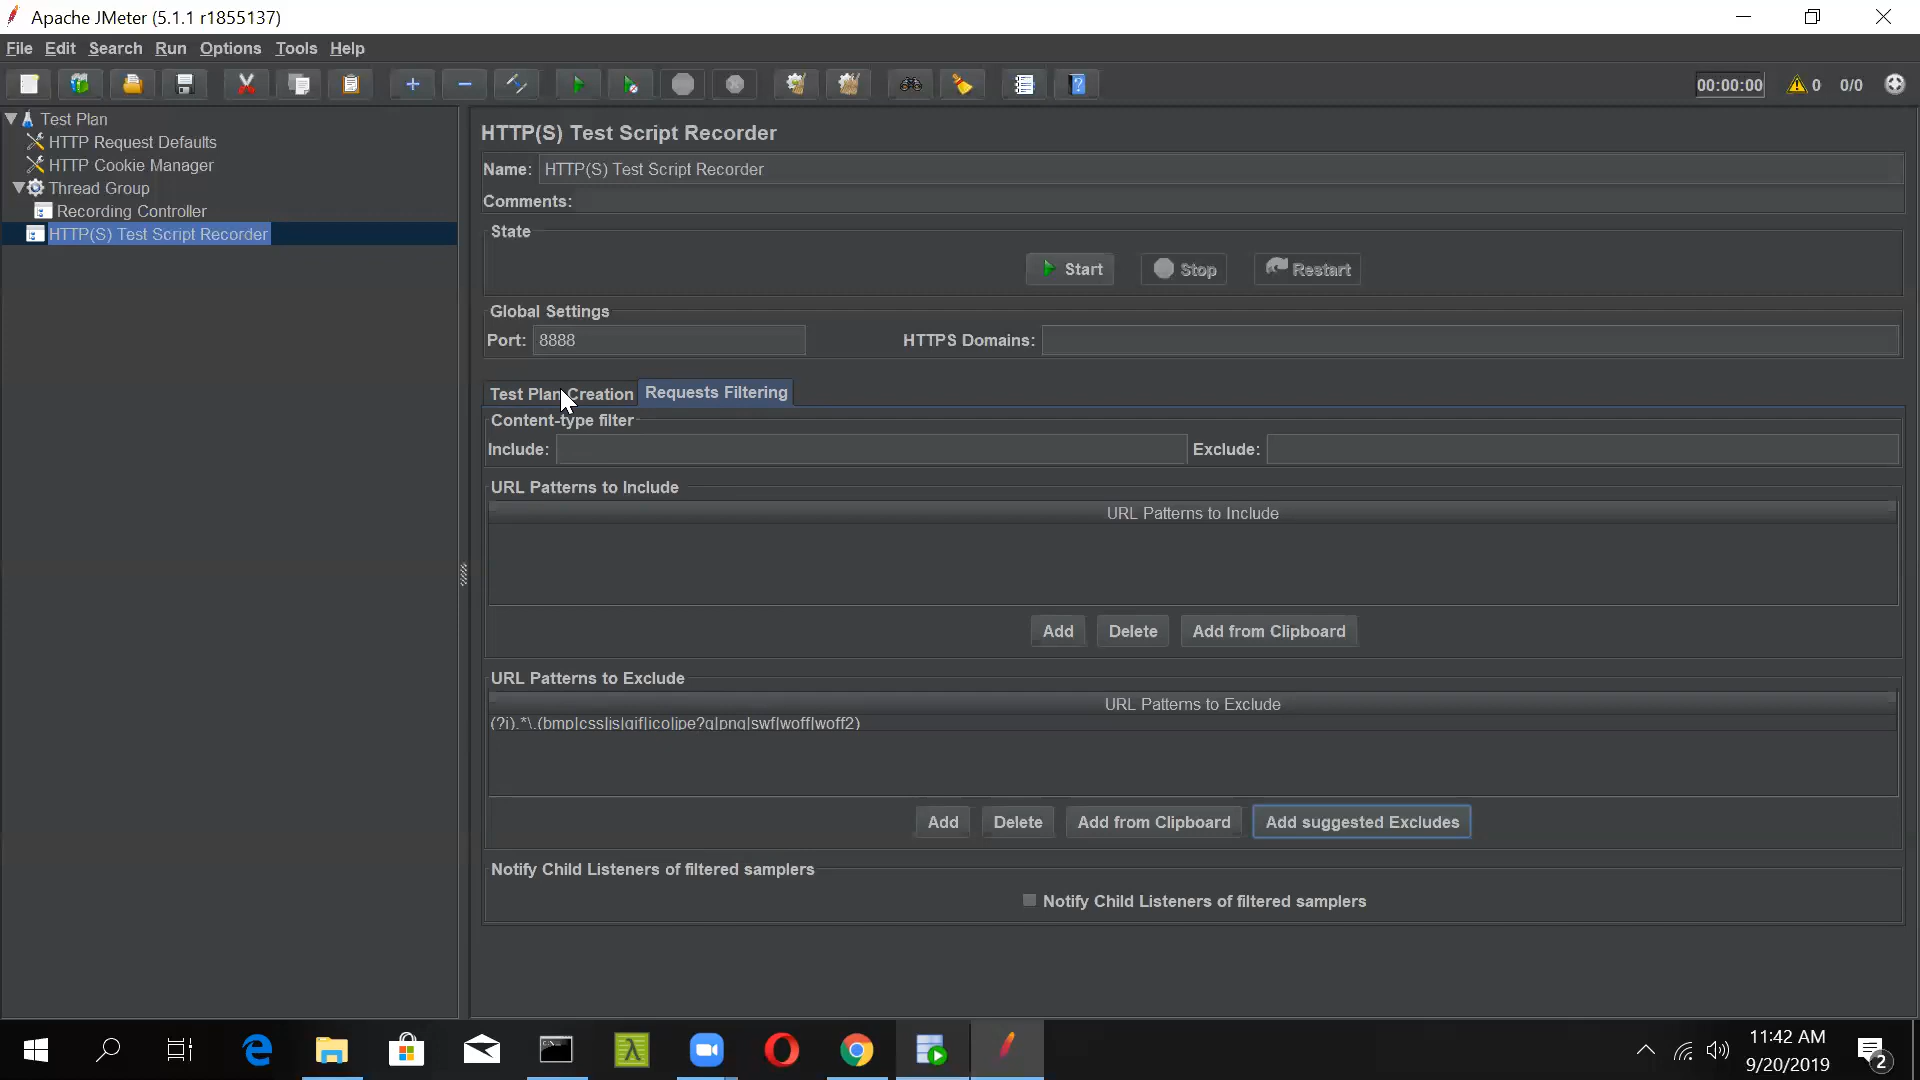 Apache JMeter (5.1.1 r1855137)
File Edit Search Run Options Tools Help
00:00:00 0 0/0
Test Plan
HTTP Request Defaults
HTTP Cookie Manager
Thread Group
Recording Controller
HTTP(S) Test Script Recorder
HTTP(S) Test Script Recorder
Name: HTTP(S) Test Script Recorder
Comments:
State
Start Stop Restart
Global Settings
Port: 8888 HTTPS Domains:
Test Plan Creation Requests Filtering
Content-type filter
Include: Exclude:
URL Patterns to Include
URL Patterns to Include
Add Delete Add from Clipboard
URL Patterns to Exclude
URL Patterns to Exclude
(?i).*\.(bmp|css|js|gif|ico|jpe?g|png|swf|woff|woff2)
Add Delete Add from Clipboard Add suggested Excludes
Notify Child Listeners of filtered samplers
Notify Child Listeners of filtered samplers
11:42 AM
9/20/2019
2